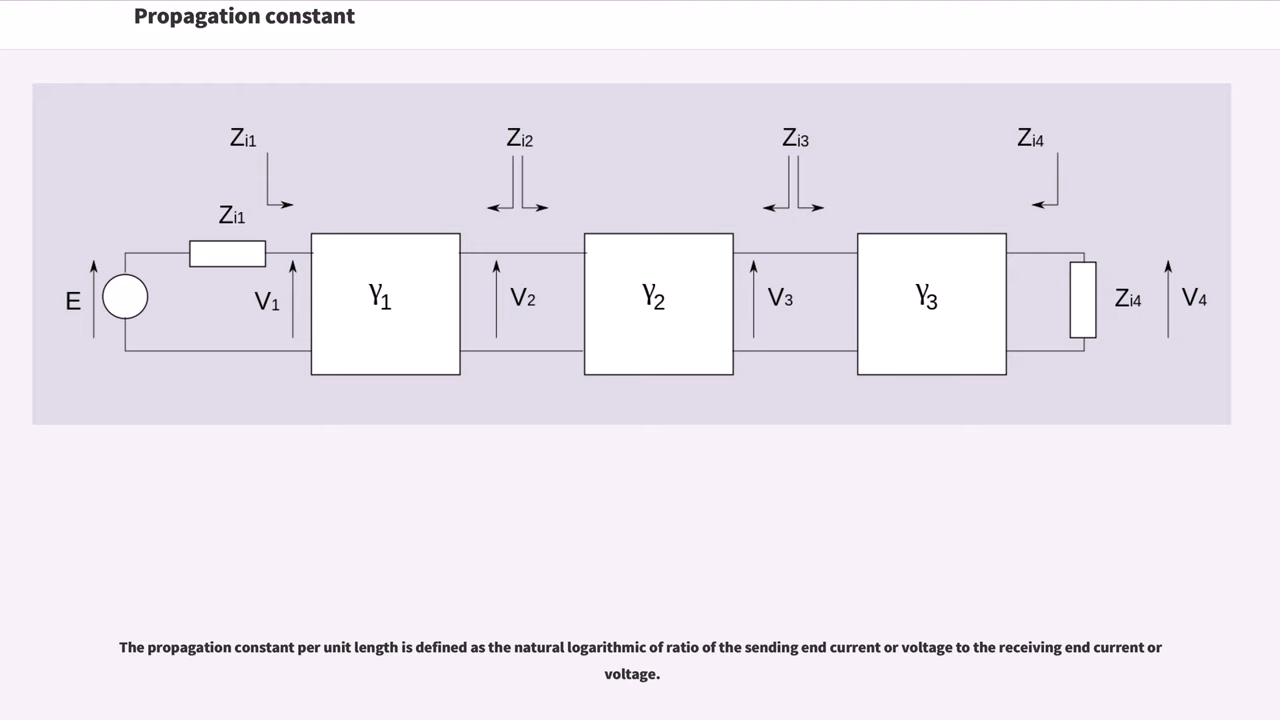 Propagation constant
Zi1 Zi2 Zi3 Zi4
Zi1
E V1 γ1 V2 γ2 V3 γ3 Zi4 V4
The propagation constant per unit length is defined as the natural logarithmic of ratio of the sending end current or voltage to the receiving end current or
voltage.